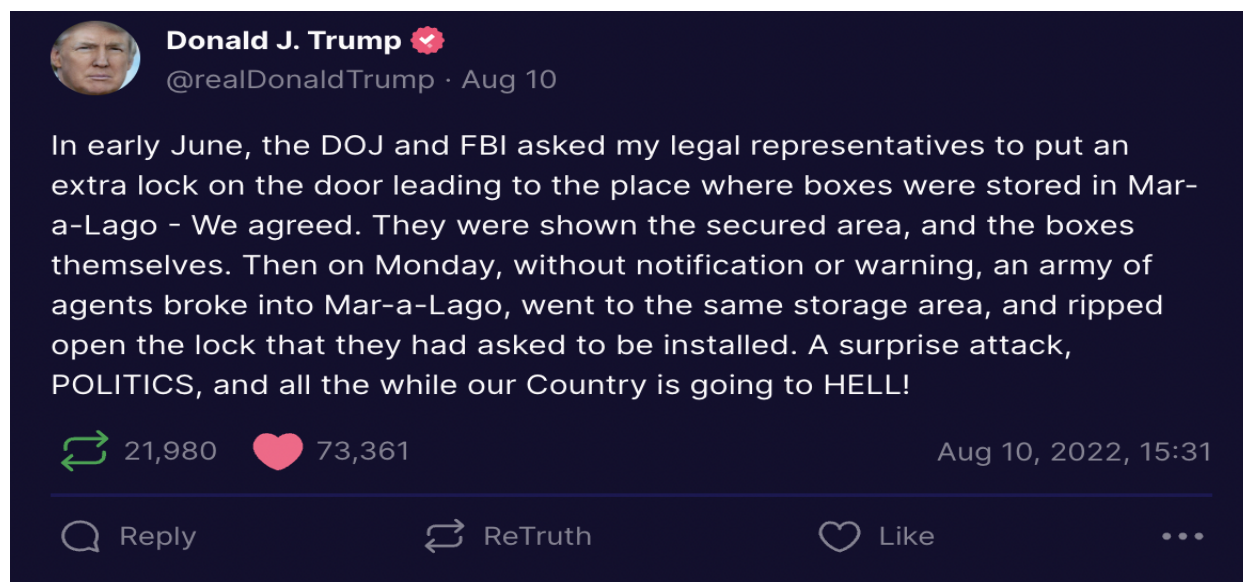 Donald J. Trump
@realDonaldTrump · Aug 10
In early June, the DOJ and FBI asked my legal representatives to put an
extra lock on the door leading to the place where boxes were stored in Mar-
a-Lago - We agreed. They were shown the secured area, and the boxes
themselves. Then on Monday, without notification or warning, an army of
agents broke into Mar-a-Lago, went to the same storage area, and ripped
open the lock that they had asked to be installed. A surprise attack,
POLITICS, and all the while our Country is going to HELL!
21,980 73,361 Aug 10, 2022, 15:31
Reply ReTruth Like